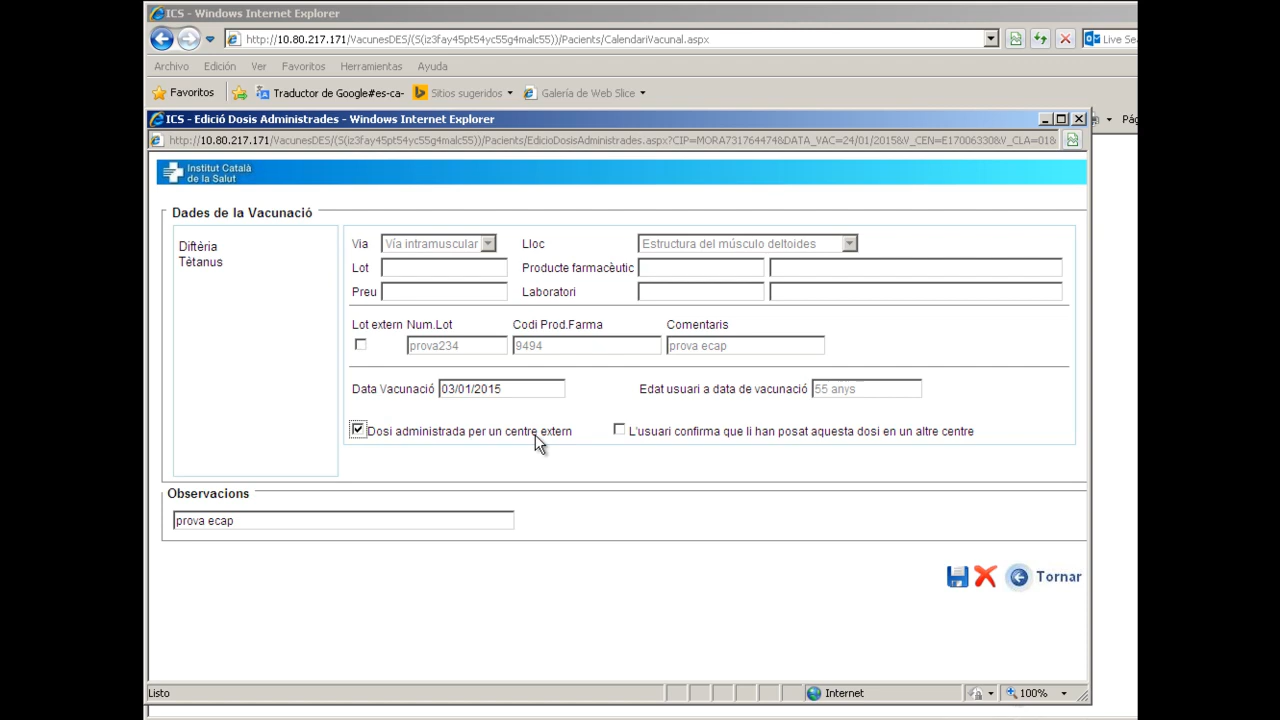 ICS - Windows Internet Explorer
http://10.80.217.171/VacunesDES/(S(iz3fay45pt54yc55g4malc55))/Pacients/CalendariVacunal.aspx
Live Se
Archivo Edición Ver Favoritos Herramientas Ayuda
Favoritos Traductor de Google#es-ca- Sitios sugeridos Galería de Web Slice
ICS - Edició Dosis Administrades - Windows Internet Explorer
Pág
http://10.80.217.171/VacunesDES/(S(iz3fay45pt54yc55g4malc55))/Pacients/EdicioDosisAdministrades.aspx?CIP=MORA7317644748&DATA_VAC=24/01/2015&V_CEN=E17006330&V_CLA=01&
Institut Català
de la Salut
Dades de la Vacunació
Diftèria
Tètanus
Via Vía intramuscular Lloc Estructura del músculo deltoides
Lot Producte farmacèutic
Preu Laboratori
Lot extern Num.Lot Codi Prod.Farma Comentaris
prova234 9494 prova ecap
Data Vacunació 03/01/2015 Edat usuari a data de vacunació 55 anys
Dosi administrada per un centre extern L'usuari confirma que li han posat aquesta dosi en un altre centre
Observacions
prova ecap
Tornar
Listo Internet 100%